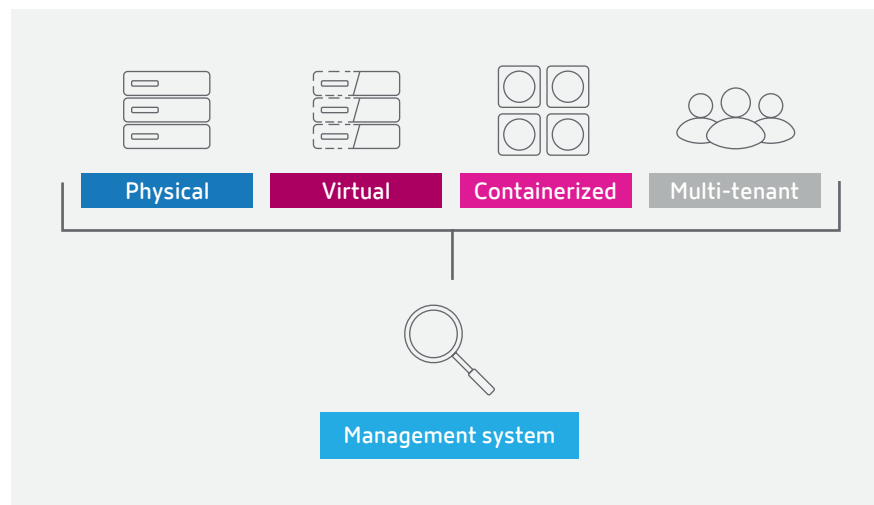 Physical
Virtual
Containerized
Multi-tenant
Management system